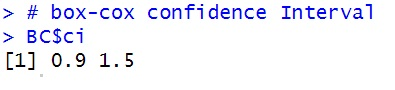 > # box-cox confidence Interval
> BC$ci
[1] 0.9 1.5